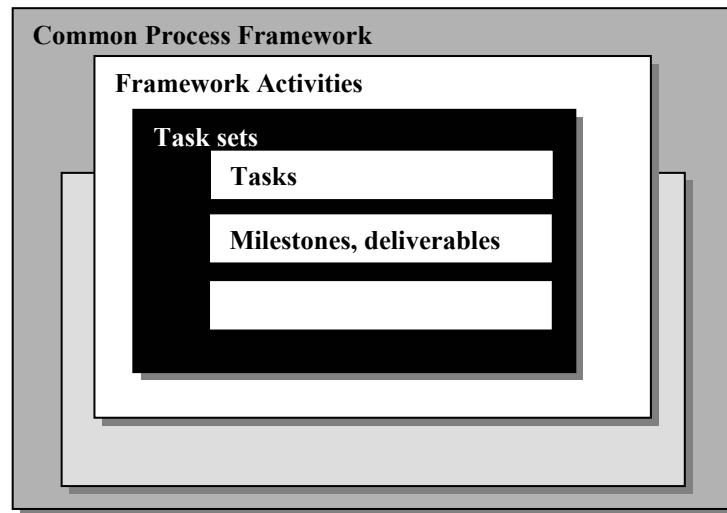 Common Process Framework
Framework Activities
Task sets
Tasks
Milestones, deliverables